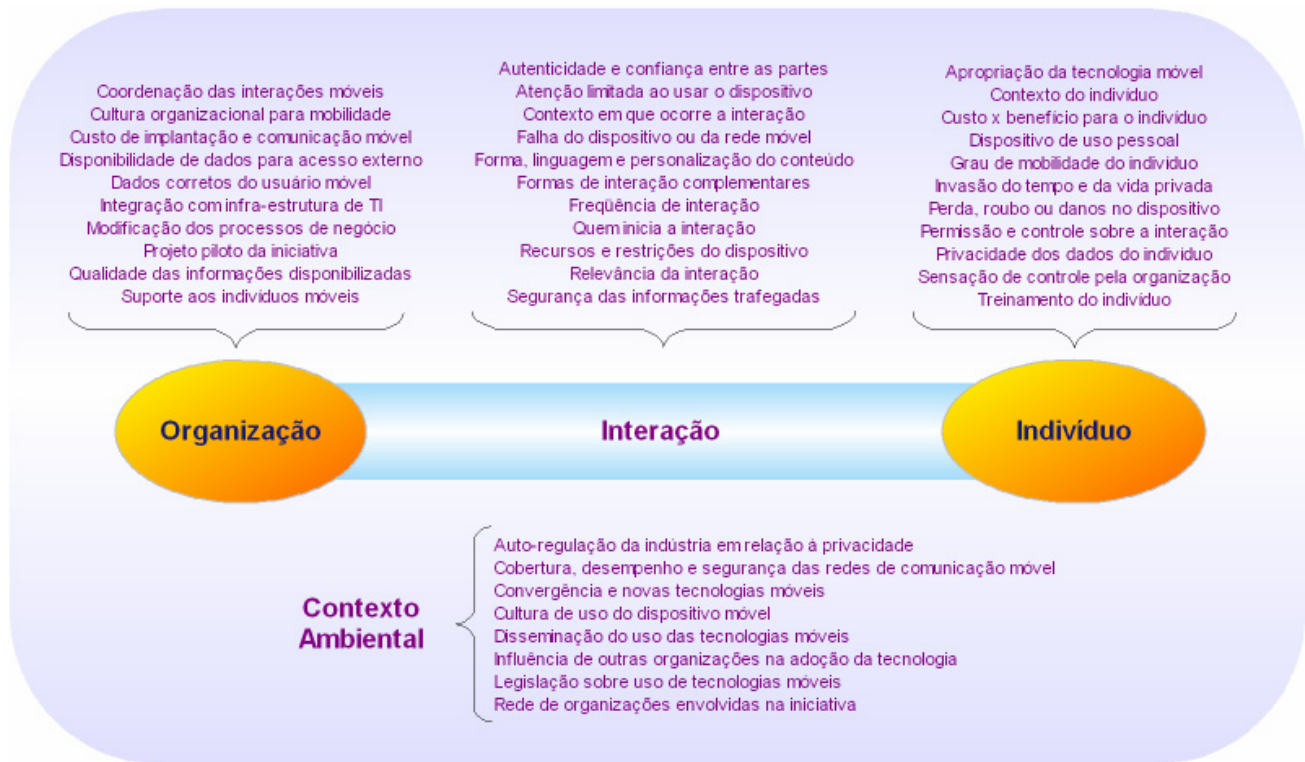 Coordenação das interações móveis
Cultura organizacional para mobilidade
Custo de implantação e comunicação móvel
Disponibilidade de dados para acesso externo
Dados corretos do usuário móvel
Integração com infra-estrutura de TI
Modificação dos processos de negócio
Projeto piloto da iniciativa
Qualidade das informações disponibilizadas
Suporte aos indivíduos móveis
Autenticidade e confiança entre as partes
Atenção limitada ao usar o dispositivo
Contexto em que ocorre a interação
Falha do dispositivo ou da rede móvel
Forma, linguagem e personalização do conteúdo
Formas de interação complementares
Freqüência de interação
Quem inicia a interação
Recursos e restrições do dispositivo
Relevância da interação
Segurança das informações trafegadas
Apropriação da tecnologia móvel
Contexto do indivíduo
Custo x benefício para o indivíduo
Dispositivo de uso pessoal
Grau de mobilidade do indivíduo
Invasão do tempo e da vida privada
Perda, roubo ou danos no dispositivo
Permissão e controle sobre a interação
Privacidade dos dados do indivíduo
Sensação de controle pela organização
Treinamento do indivíduo
Organização
Interação
Indivíduo
Contexto
Ambiental
Auto-regulação da indústria em relação à privacidade
Cobertura, desempenho e segurança das redes de comunicação móvel
Convergência e novas tecnologias móveis
Cultura de uso do dispositivo móvel
Disseminação do uso das tecnologias móveis
Influência de outras organizações na adoção da tecnologia
Legislação sobre uso de tecnologias móveis
Rede de organizações envolvidas na iniciativa